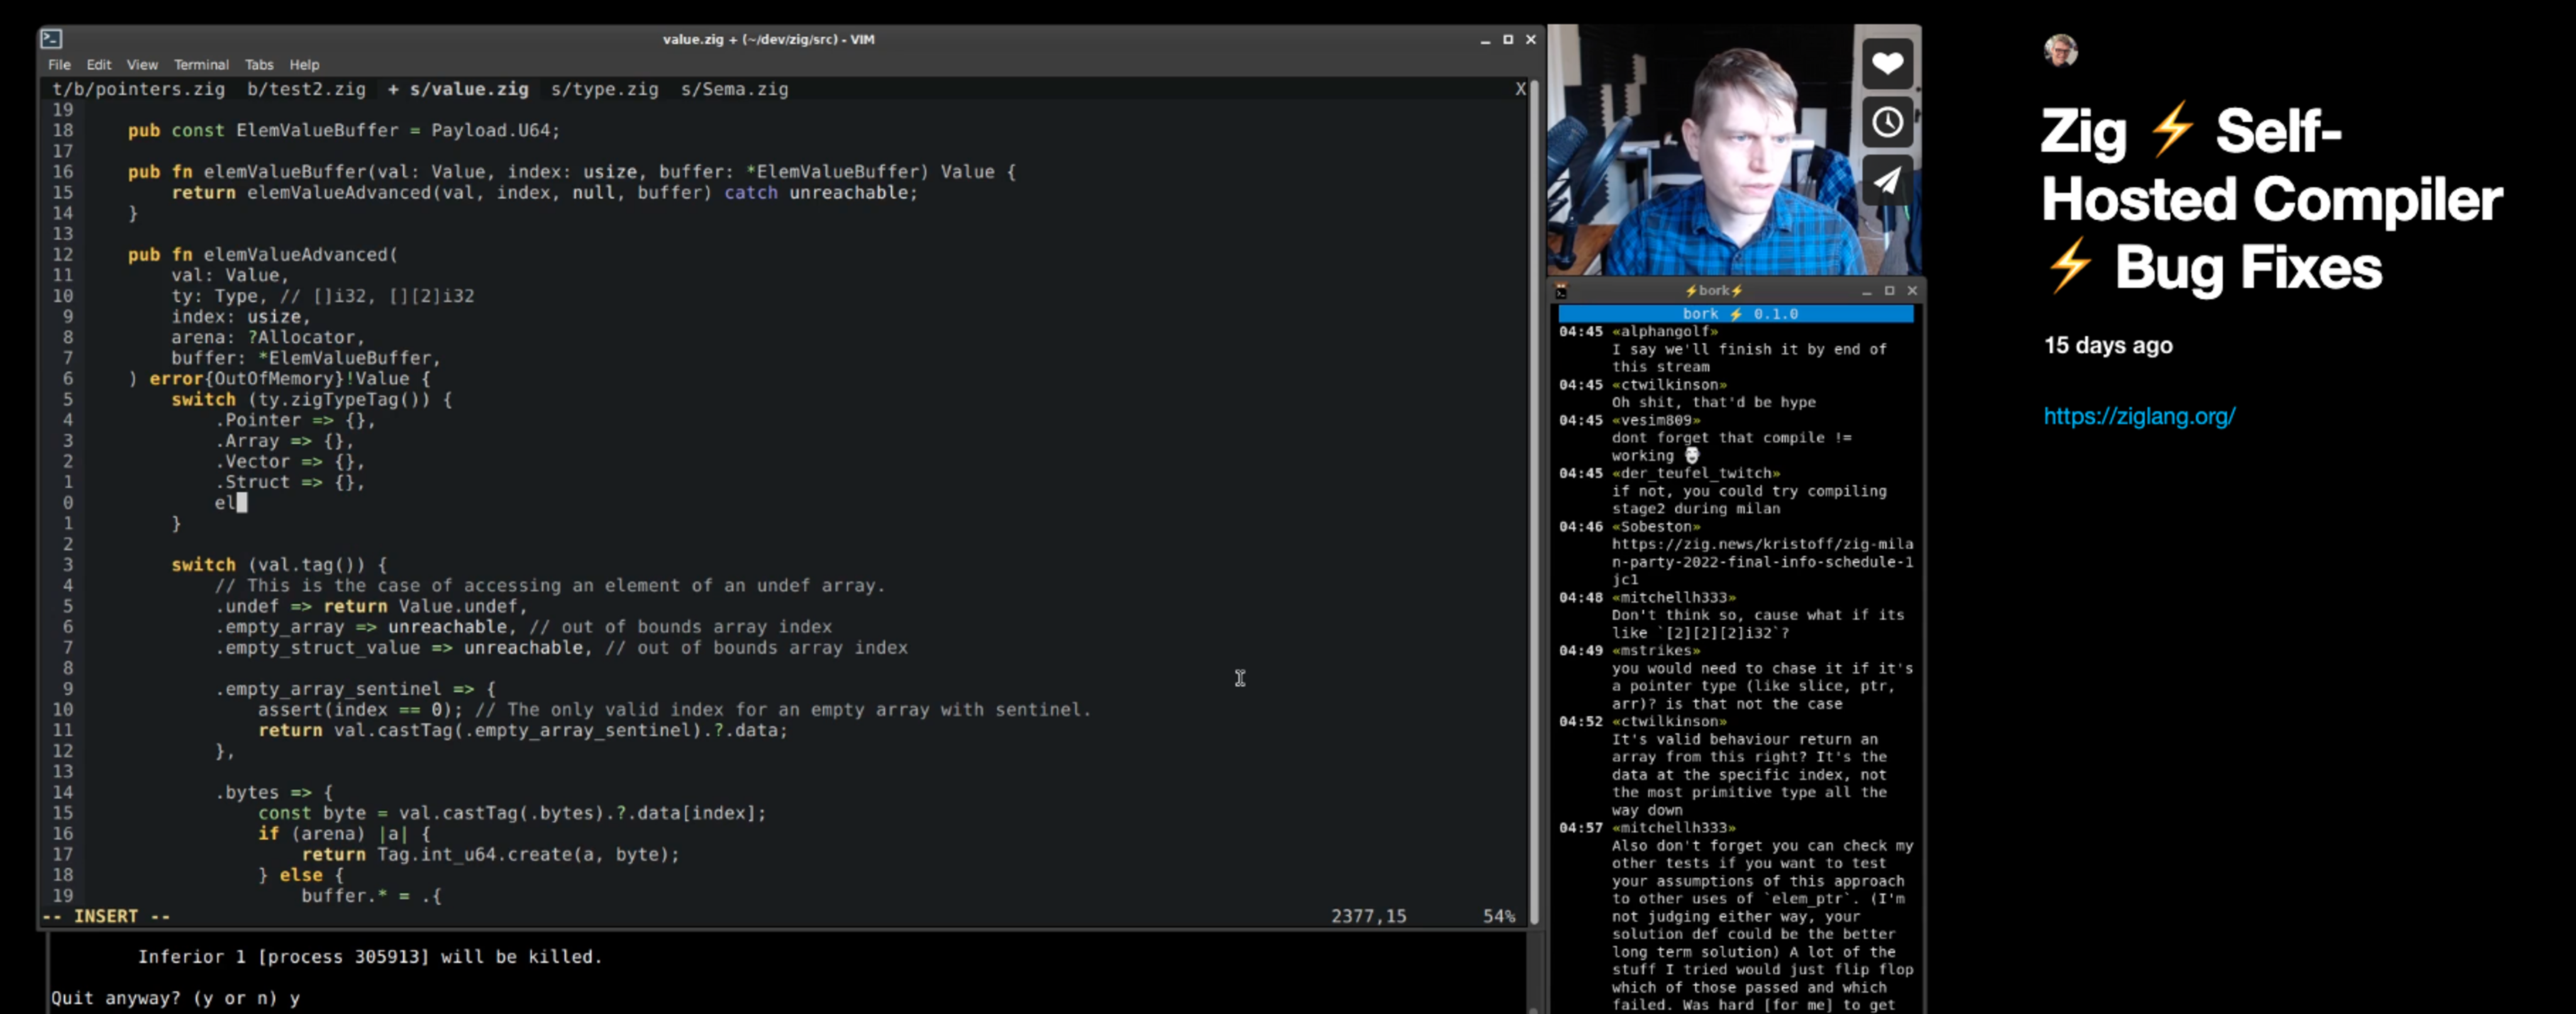 value.zig + (~/dev/zig/src) - VIM
File Edit View Terminal Tabs Help
t/b/pointers.zig b/test2.zig + s/value.zig s/type.zig s/Sema.zig X
19
18 pub const ElemValueBuffer = Payload.U64;
17
16 pub fn elemValueBuffer(val: Value, index: usize, buffer: *ElemValueBuffer) Value {
15 return elemValueAdvanced(val, index, null, buffer) catch unreachable;
14 }
13
12 pub fn elemValueAdvanced(
11 val: Value,
10 ty: Type, // []i32, [][2]i32
9 index: usize,
8 arena: ?Allocator,
7 buffer: *ElemValueBuffer,
6 ) error{OutOfMemory}!Value {
5 switch (ty.zigTypeTag()) {
4 .Pointer => {},
3 .Array => {},
2 .Vector => {},
1 .Struct => {},
0 el
1 }
2
3 switch (val.tag()) {
4 // This is the case of accessing an element of an undef array.
5 .undef => return Value.undef,
6 .empty_array => unreachable, // out of bounds array index
7 .empty_struct_value => unreachable, // out of bounds array index
8
9 .empty_array_sentinel => {
10 assert(index == 0); // The only valid index for an empty array with sentinel.
11 return val.castTag(.empty_array_sentinel).?.data;
12 },
13
14 .bytes => {
15 const byte = val.castTag(.bytes).?.data[index];
16 if (arena) |a| {
17 return Tag.int_u64.create(a, byte);
18 } else {
19 buffer.* = .{
-- INSERT -- 2377,15 54%
Inferior 1 [process 305913] will be killed.
Quit anyway? (y or n) y
⚡bork⚡
bork ⚡ 0.1.0
04:45 «alphangolf»
I say we'll finish it by end of
this stream
04:45 «ctwilkinson»
Oh shit, that'd be hype
04:45 «vesim809»
dont forget that compile !=
working
04:45 «der_teufel_twitch»
if not, you could try compiling
stage2 during milan
04:46 «Sobeston»
https://zig.news/kristoff/zig-mila
n-party-2022-final-info-schedule-1
jc1
04:48 «mitchellh333»
Don't think so, cause what if its
like `[2][2][2]i32`?
04:49 «mstrikes»
you would need to chase it if it's
a pointer type (like slice, ptr,
arr)? is that not the case
04:52 «ctwilkinson»
It's valid behaviour return an
array from this right? It's the
data at the specific index, not
the most primitive type all the
way down
04:57 «mitchellh333»
Also don't forget you can check my
other tests if you want to test
your assumptions of this approach
to other uses of `elem_ptr`. (I'm
not judging either way, your
solution def could be the better
long term solution) A lot of the
stuff I tried would just flip flop
which of those passed and which
failed. Was hard [for me] to get
Zig ⚡ Self-
Hosted Compiler
⚡ Bug Fixes
15 days ago
https://ziglang.org/